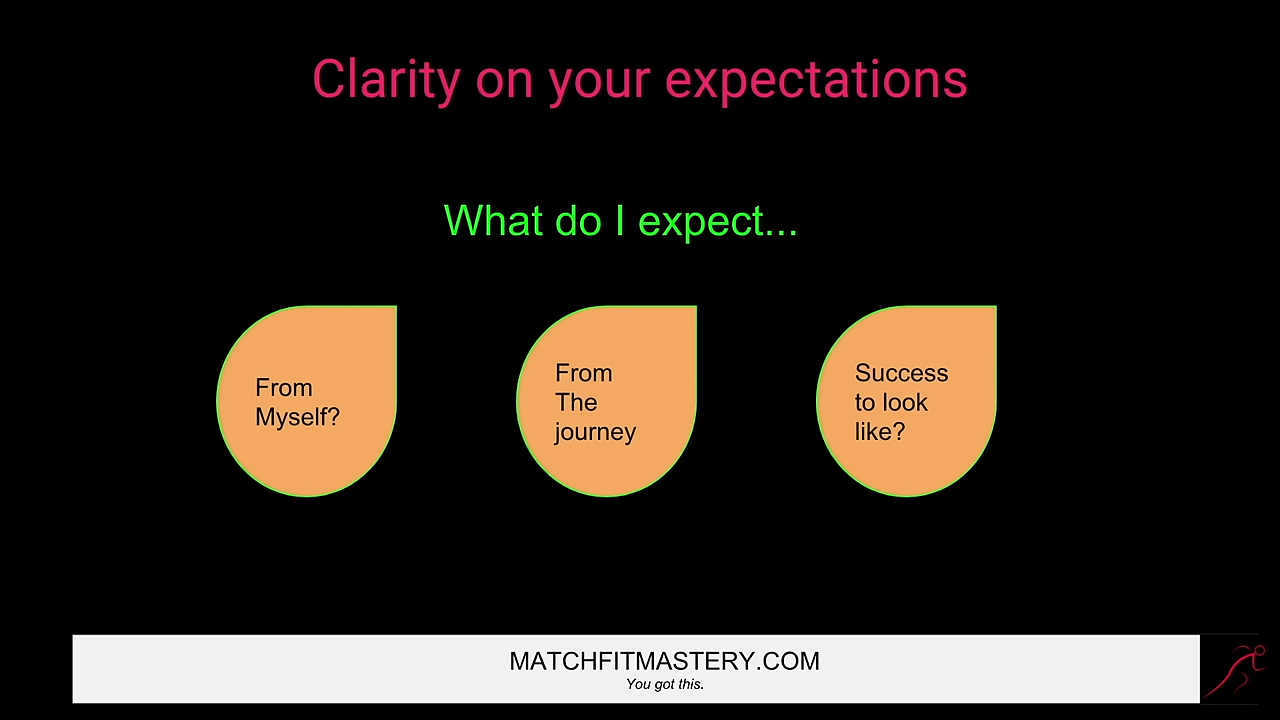 Clarity on your expectations
What do I expect...
From
Myself?
From
The
journey
Success
to look
like?
MATCHFITMASTERY.COM
You got this.